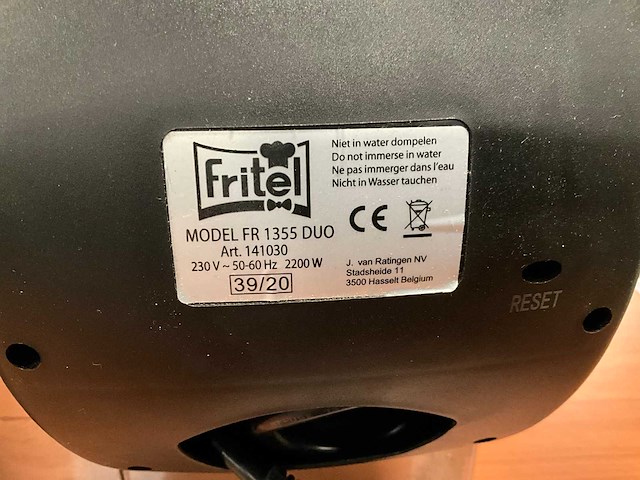 fritel
Niet in water dompelen
Do not immerse in water
Ne pas immerger dans l'eau
Nicht in Wasser tauchen
CE
MODEL FR 1355 DUO
Art. 141030
230 V ~ 50-60 Hz 2200 W
39/20
J. van Ratingen NV
Stadsheide 11
3500 Hasselt Belgium
RESET